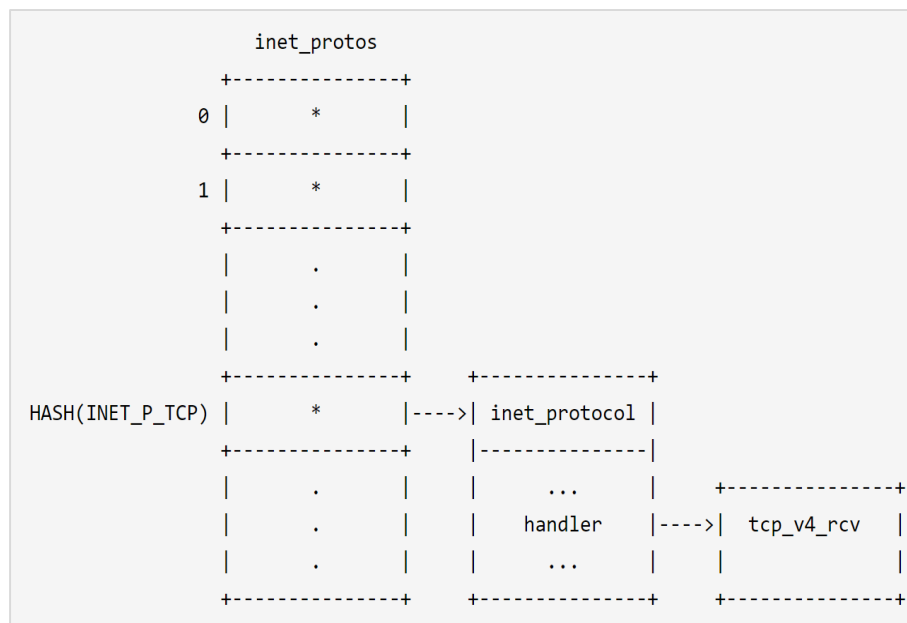 inet_protos
                   +---------------+
                 0 |       *       |
                   +---------------+
                 1 |       *       |
                   +---------------+
                   |       .       |
                   |       .       |
                   |       .       |
                   +---------------+    +---------------+
 HASH(INET_P_TCP) |       *       |---->| inet_protocol |
                   +---------------+    |---------------|
                   |       .       |    |      ...      |    +---------------+
                   |       .       |    |    handler    |---->|  tcp_v4_rcv   |
                   |       .       |    |      ...      |    |               |
                   +---------------+    +---------------+    +---------------+